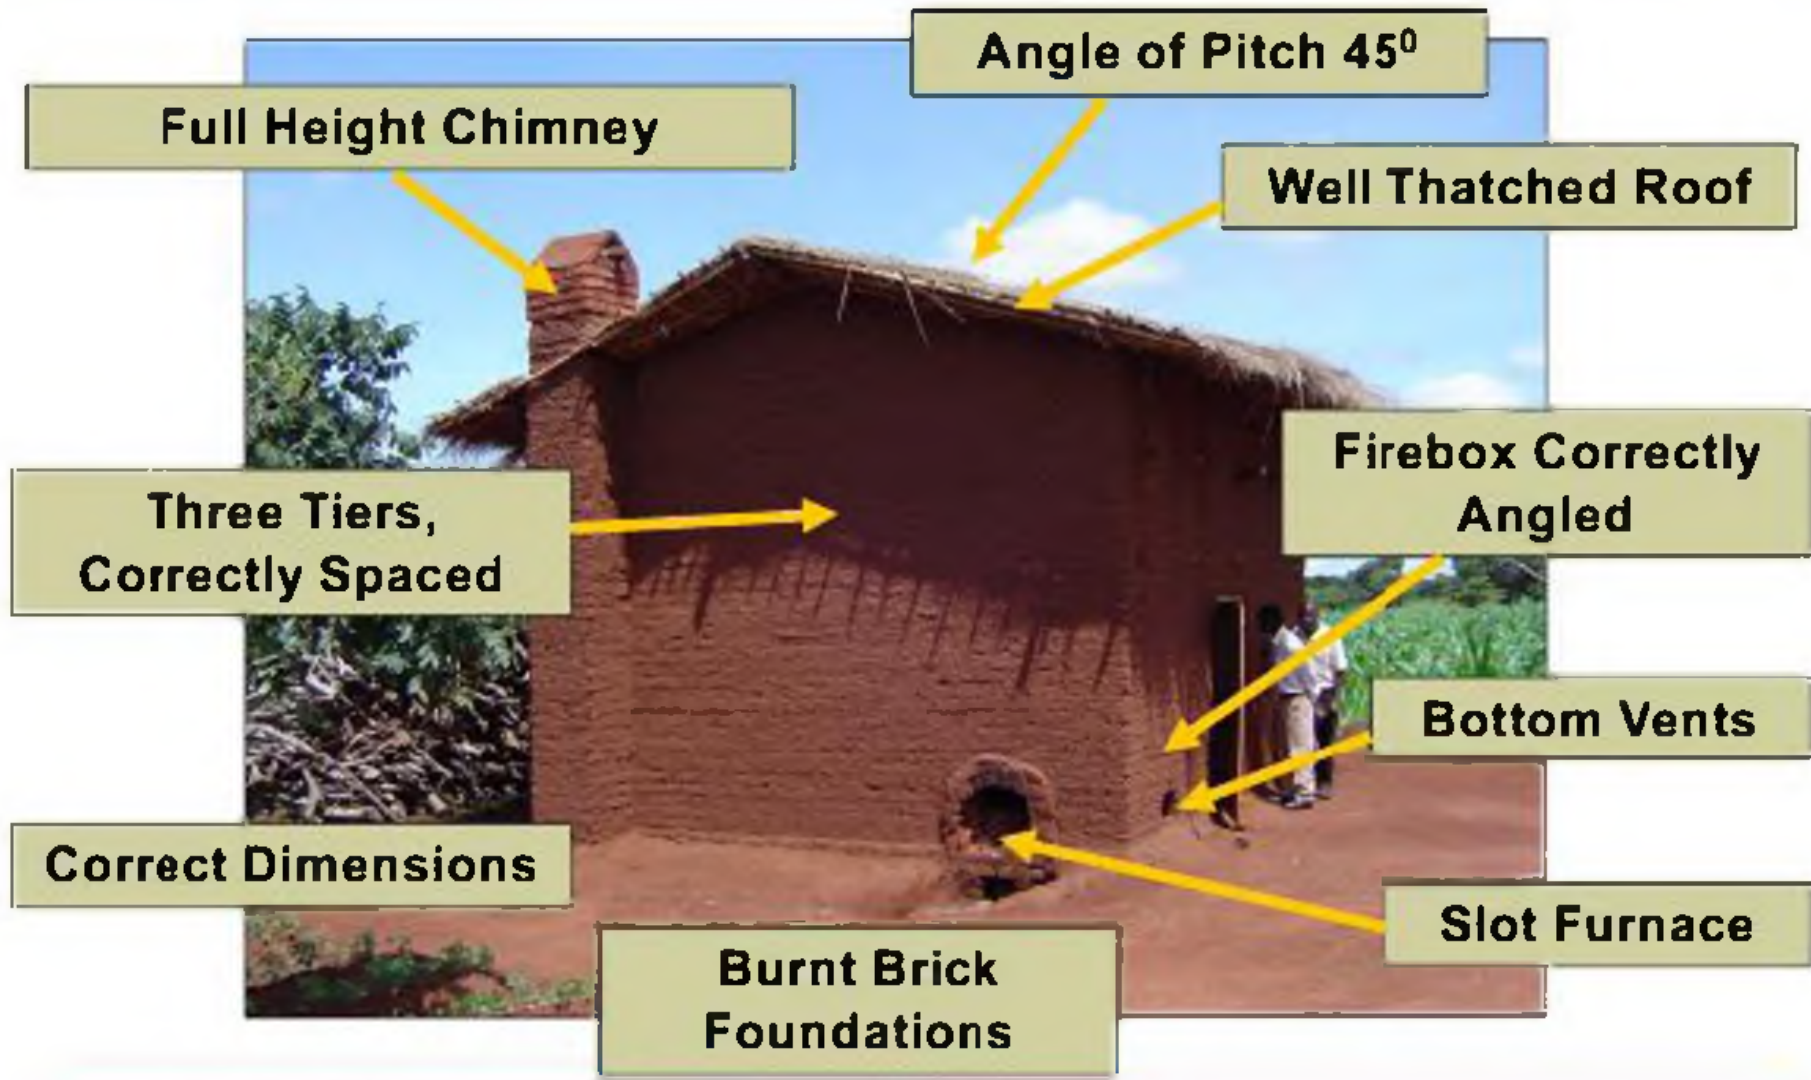 Angle of Pitch 45⁰
Full Height Chimney
Well Thatched Roof
Three Tiers,
Correctly Spaced
Firebox Correctly
Angled
Bottom Vents
Correct Dimensions
Slot Furnace
Burnt Brick
Foundations